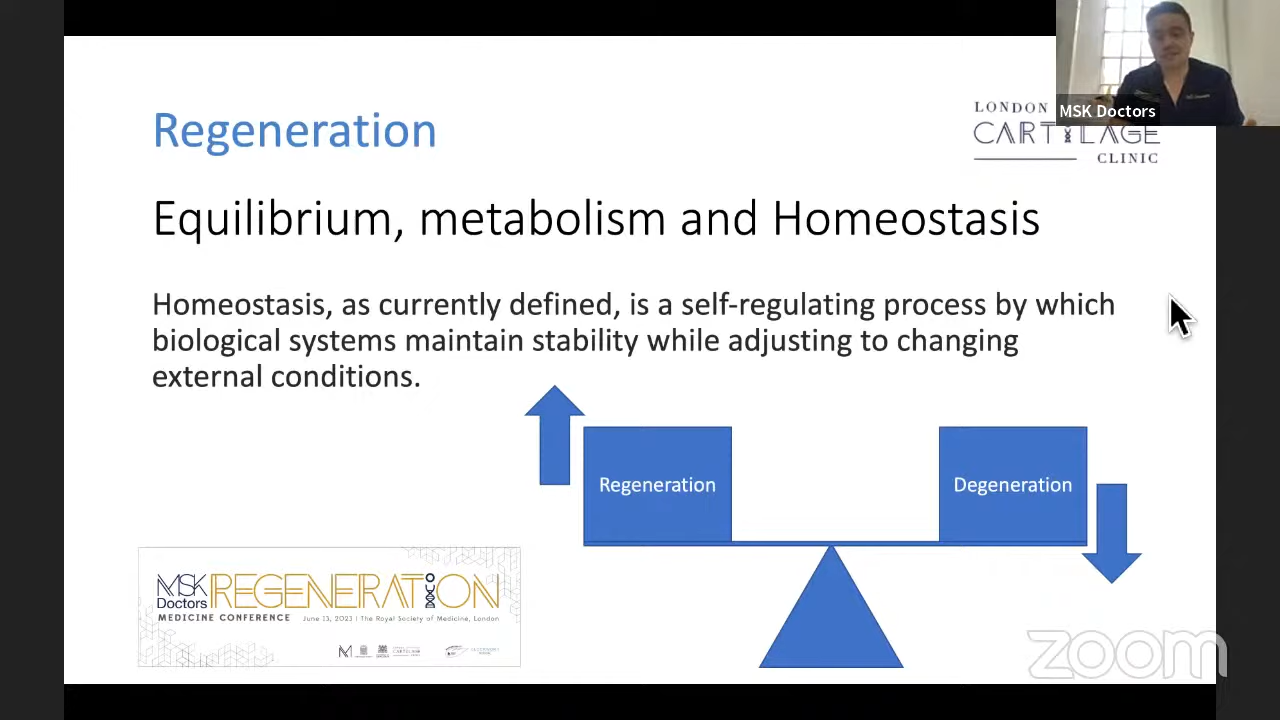 Regeneration
LONDON
CARTILAGE
CLINIC
MSK Doctors
Equilibrium, metabolism and Homeostasis
Homeostasis, as currently defined, is a self-regulating process by which
biological systems maintain stability while adjusting to changing
external conditions.
Regeneration
Degeneration
MSK
Doctors
REGENERATION
MEDICINE CONFERENCE
June 13, 2023 | The Royal Society of Medicine, London
zoom